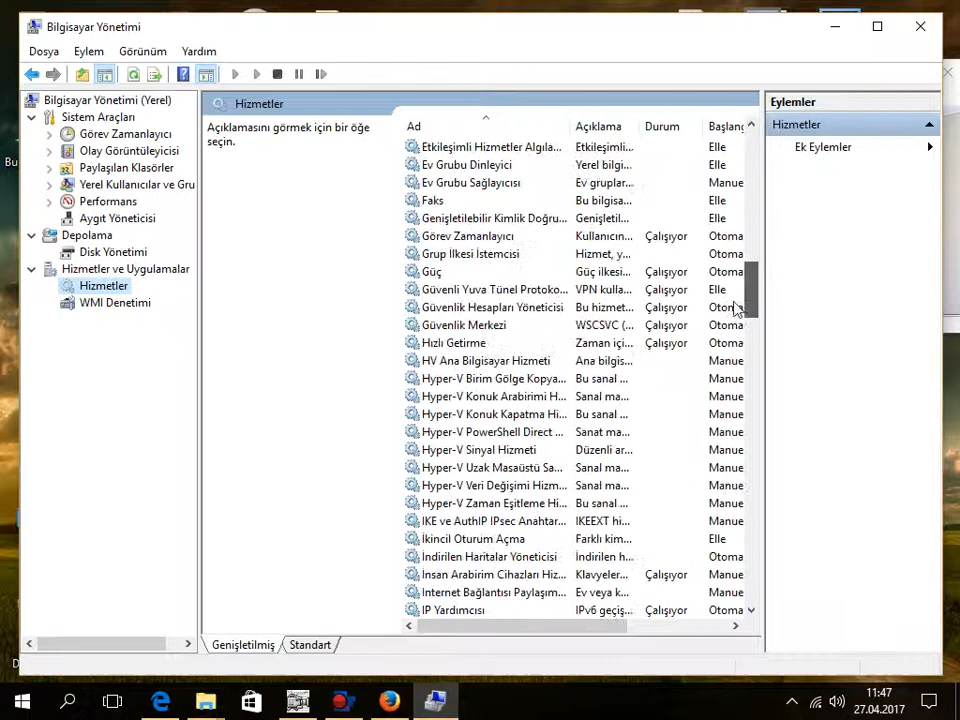 Bilgisayar Yönetimi
Dosya Eylem Görünüm Yardım
Bilgisayar Yönetimi (Yerel)
Sistem Araçları
Görev Zamanlayıcı
Olay Görüntüleyicisi
Paylaşılan Klasörler
Yerel Kullanıcılar ve Gru
Performans
Aygıt Yöneticisi
Depolama
Disk Yönetimi
Hizmetler ve Uygulamalar
Hizmetler
WMI Denetimi
Hizmetler
Açıklamasını görmek için bir öğe
seçin.
Ad Açıklama Durum Başlang
Etkileşimli Hizmetler Algıla... Etkileşimli... Elle
Ev Grubu Dinleyici Yerel bilgi... Elle
Ev Grubu Sağlayıcısı Ev gruplar... Manue
Faks Bu bilgisa... Elle
Genişletilebilir Kimlik Doğru... Genişletil... Elle
Görev Zamanlayıcı Kullanıcın... Çalışıyor Otoma
Grup İlkesi İstemcisi Hizmet, y... Otoma
Güç Güç ilkesi... Çalışıyor Otoma
Güvenli Yuva Tünel Protoko... VPN kulla... Çalışıyor Elle
Güvenlik Hesapları Yöneticisi Bu hizmet... Çalışıyor Otoma
Güvenlik Merkezi WSCSVC (... Çalışıyor Otoma
Hızlı Getirme Zaman içi... Çalışıyor Otoma
HV Ana Bilgisayar Hizmeti Ana bilgis... Manue
Hyper-V Birim Gölge Kopya... Bu sanal ... Manue
Hyper-V Konuk Arabirimi H... Sanal ma... Manue
Hyper-V Konuk Kapatma Hi... Bu sanal ... Manue
Hyper-V PowerShell Direct ... Sanat ma... Manue
Hyper-V Sinyal Hizmeti Düzenli ar... Manue
Hyper-V Uzak Masaüstü Sa... Sanal ma... Manue
Hyper-V Veri Değişimi Hizm... Sanal ma... Manue
Hyper-V Zaman Eşitleme Hi... Bu sanal ... Manue
IKE ve AuthIP IPsec Anahtar... IKEEXT hi... Manue
İkincil Oturum Açma Farklı kim... Elle
İndirilen Haritalar Yöneticisi İndirilen h... Otoma
İnsan Arabirim Cihazları Hiz... Klavyeler... Çalışıyor Manue
Internet Bağlantısı Paylaşım... Ev veya k... Manue
IP Yardımcısı IPv6 geçiş... Çalışıyor Otoma
Genişletilmiş Standart
Eylemler
Hizmetler
Ek Eylemler
Bu
D
11:47
27.04.2017